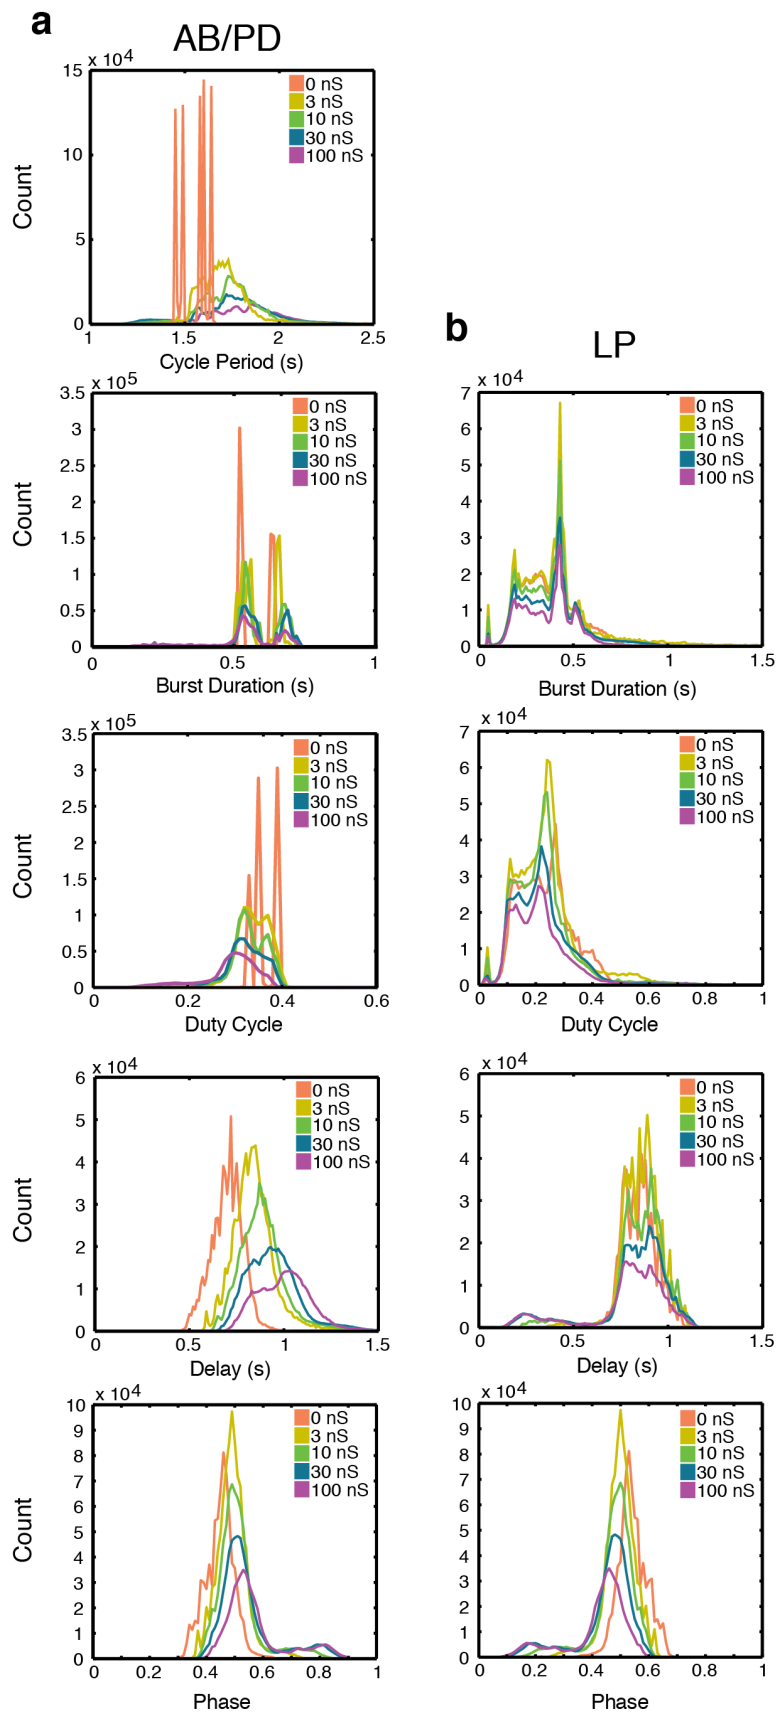 a
AB/PD
x 10^4
15
10
5
0
1
1.5
2
2.5
Count
Cycle Period (s)
0 nS
3 nS
10 nS
30 nS
100 nS
b
LP
x 10^5
3.5
3
2.5
2
1.5
1
0.5
0
0
0.5
1
Count
Burst Duration (s)
0 nS
3 nS
10 nS
30 nS
100 nS
x 10^4
7
6
5
4
3
2
1
0
0
0.5
1
1.5
Burst Duration (s)
0 nS
3 nS
10 nS
30 nS
100 nS
x 10^5
3.5
3
2.5
2
1.5
1
0.5
0
0
0.2
0.4
0.6
Count
Duty Cycle
0 nS
3 nS
10 nS
30 nS
100 nS
x 10^4
7
6
5
4
3
2
1
0
0
0.2
0.4
0.6
0.8
1
Duty Cycle
0 nS
3 nS
10 nS
30 nS
100 nS
x 10^4
6
5
4
3
2
1
0
0
0.5
1
1.5
Count
Delay (s)
0 nS
3 nS
10 nS
30 nS
100 nS
x 10^4
6
5
4
3
2
1
0
0
0.5
1
1.5
Delay (s)
0 nS
3 nS
10 nS
30 nS
100 nS
x 10^4
10
9
8
7
6
5
4
3
2
1
0
0
0.2
0.4
0.6
0.8
1
Count
Phase
0 nS
3 nS
10 nS
30 nS
100 nS
x 10^4
10
9
8
7
6
5
4
3
2
1
0
0
0.2
0.4
0.6
0.8
1
Phase
0 nS
3 nS
10 nS
30 nS
100 nS